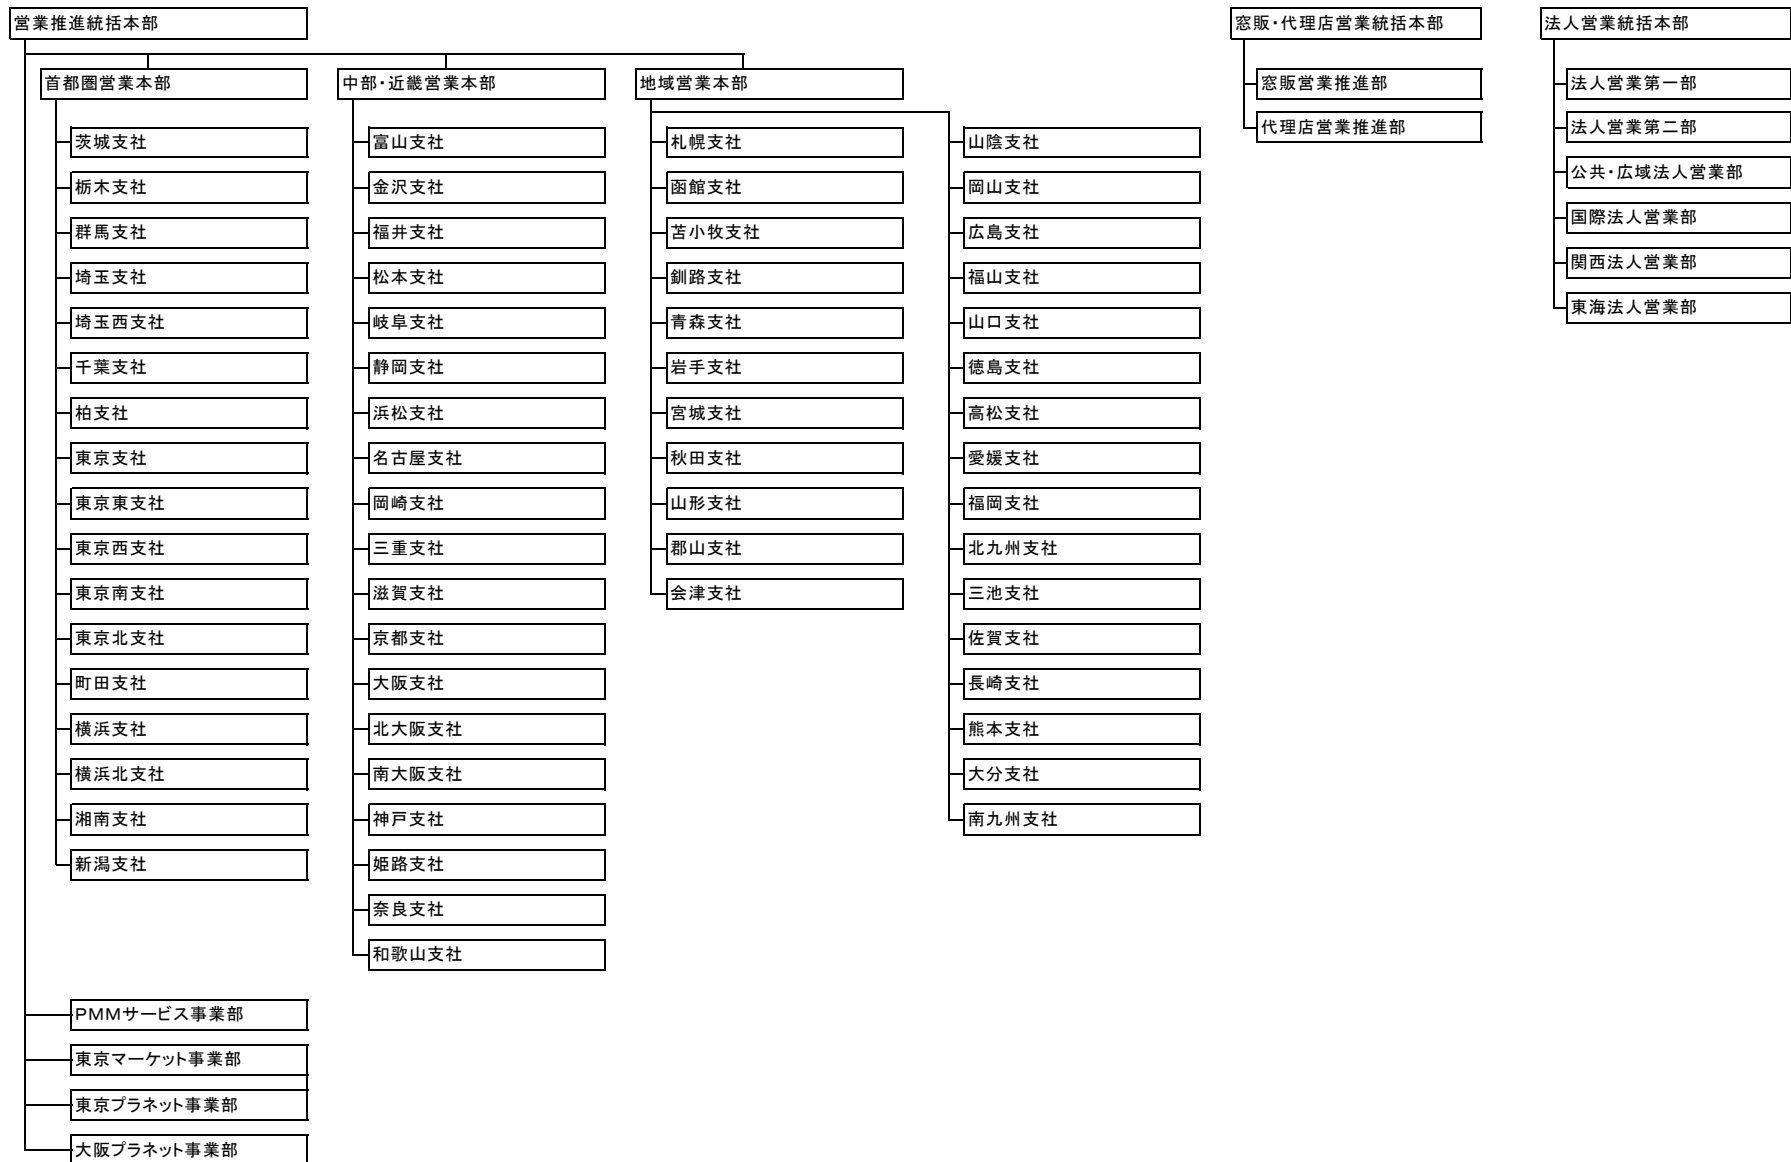 営業推進統括本部
首都圏営業本部
茨城支社
栃木支社
群馬支社
埼玉支社
埼玉西支社
千葉支社
柏支社
東京支社
東京東支社
東京西支社
東京南支社
東京北支社
町田支社
横浜支社
横浜北支社
湘南支社
新潟支社
中部・近畿営業本部
富山支社
金沢支社
福井支社
松本支社
岐阜支社
静岡支社
浜松支社
名古屋支社
岡崎支社
三重支社
滋賀支社
京都支社
大阪支社
北大阪支社
南大阪支社
神戸支社
姫路支社
奈良支社
和歌山支社
地域営業本部
札幌支社
函館支社
苫小牧支社
釧路支社
青森支社
岩手支社
宮城支社
秋田支社
山形支社
郡山支社
会津支社
山陰支社
岡山支社
広島支社
福山支社
山口支社
徳島支社
高松支社
愛媛支社
福岡支社
北九州支社
三池支社
佐賀支社
長崎支社
熊本支社
大分支社
南九州支社
PMMサービス事業部
東京マーケット事業部
東京プラネット事業部
大阪プラネット事業部
窓販・代理店営業統括本部
窓販営業推進部
代理店営業推進部
法人営業統括本部
法人営業第一部
法人営業第二部
公共・広域法人営業部
国際法人営業部
関西法人営業部
東海法人営業部